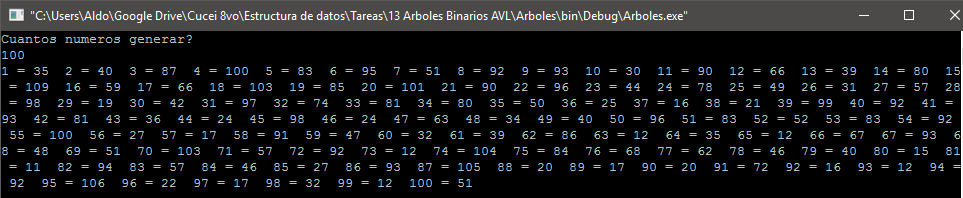 "C:\Users\Aldo\Google Drive\Cucei 8vo\Estructura de datos\Tareas\13 Arboles Binarios AVL\Arboles\bin\Debug\Arboles.exe"
Cuantos numeros generar?
100
1 = 35  2 = 40  3 = 87  4 = 100  5 = 83  6 = 95  7 = 51  8 = 92  9 = 93  10 = 30  11 = 90  12 = 66  13 = 39  14 = 80  15
= 109  16 = 59  17 = 66  18 = 103  19 = 85  20 = 101  21 = 90  22 = 96  23 = 44  24 = 78  25 = 49  26 = 31  27 = 57  28
= 98  29 = 19  30 = 42  31 = 97  32 = 74  33 = 81  34 = 80  35 = 50  36 = 25  37 = 16  38 = 21  39 = 99  40 = 92  41 =
93  42 = 81  43 = 36  44 = 24  45 = 98  46 = 24  47 = 63  48 = 34  49 = 40  50 = 96  51 = 83  52 = 52  53 = 83  54 = 92
55 = 100  56 = 27  57 = 17  58 = 91  59 = 47  60 = 32  61 = 39  62 = 86  63 = 12  64 = 35  65 = 12  66 = 67  67 = 93  6
8 = 48  69 = 51  70 = 103  71 = 57  72 = 92  73 = 12  74 = 104  75 = 84  76 = 68  77 = 62  78 = 46  79 = 40  80 = 15  81
= 11  82 = 94  83 = 57  84 = 46  85 = 27  86 = 93  87 = 105  88 = 20  89 = 17  90 = 20  91 = 72  92 = 16  93 = 12  94 =
92  95 = 106  96 = 22  97 = 17  98 = 32  99 = 12  100 = 51